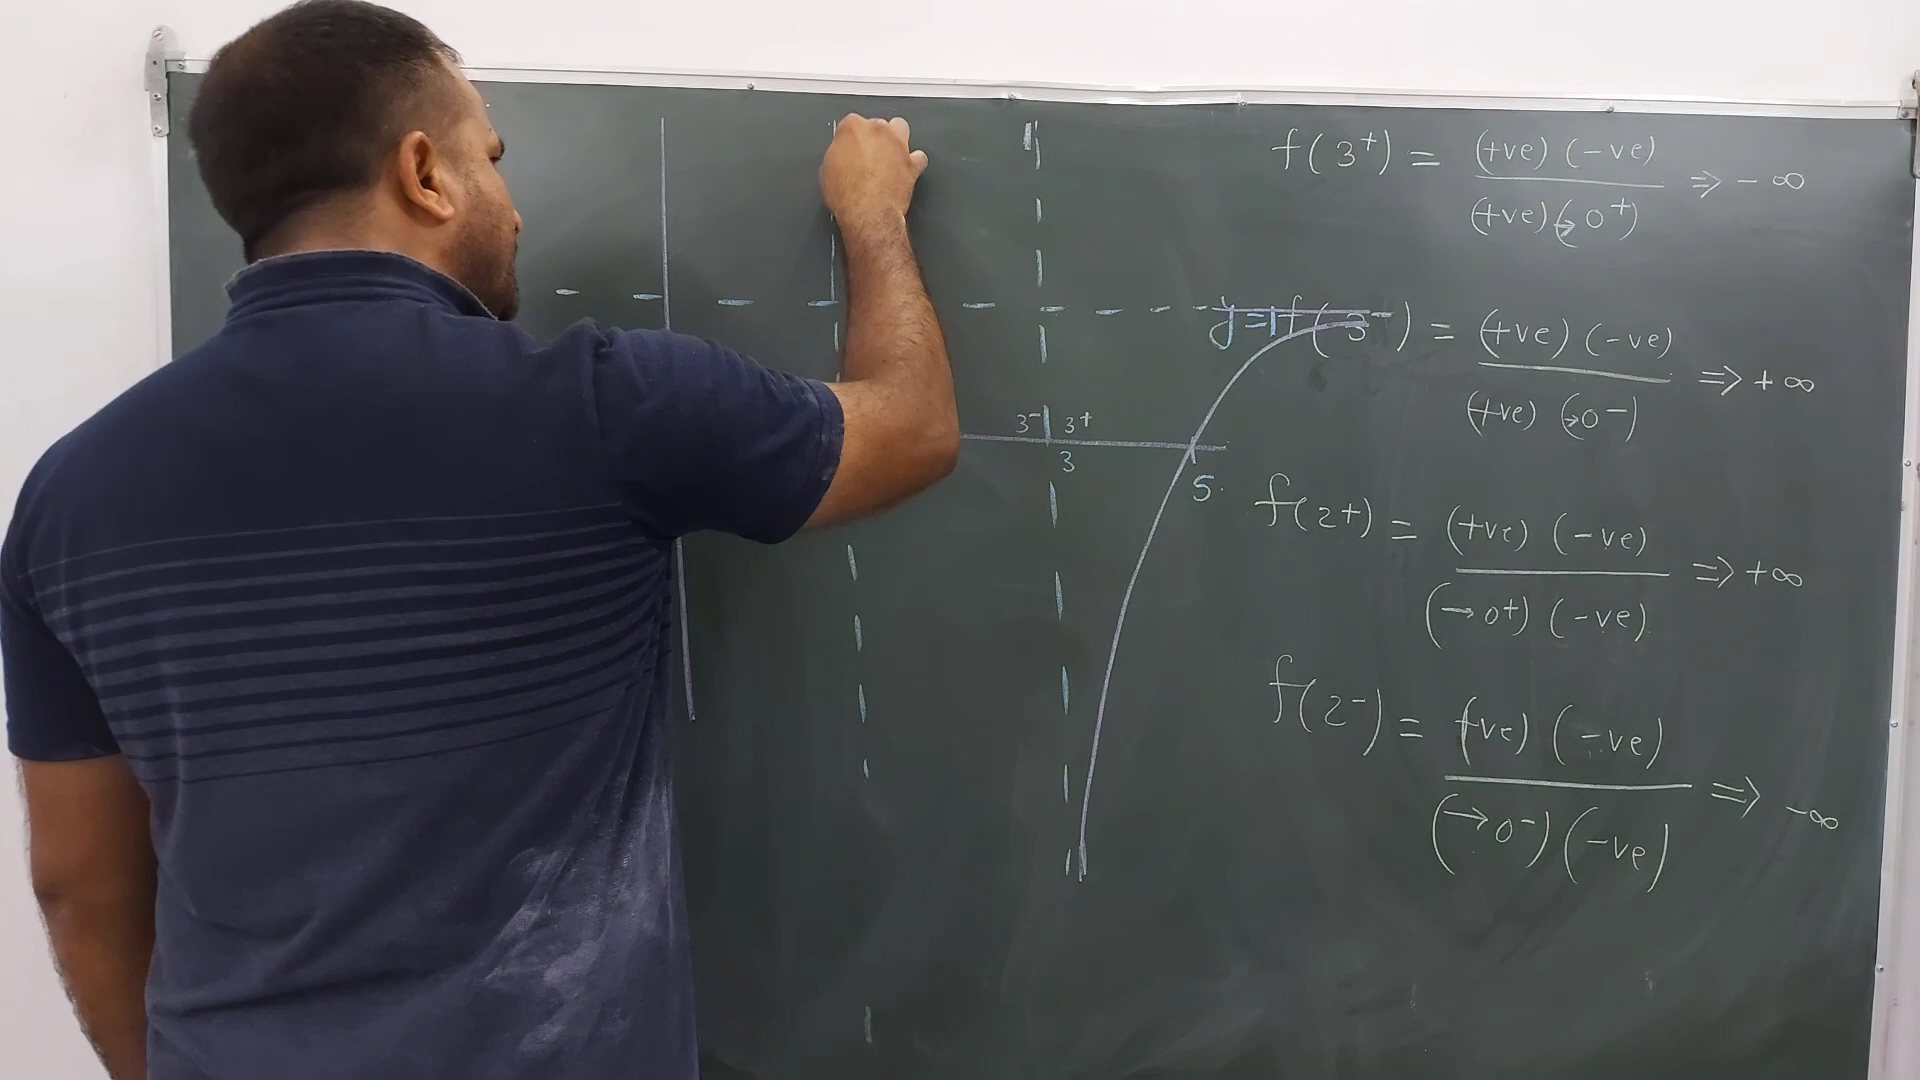 f(3⁺) = (+ve) (-ve) / (+ve) (→0⁺) ⇒ -∞
y=1
f(3⁻) = (+ve) (-ve) / (+ve) (→0⁻) ⇒ +∞
3⁻ 3⁺
3
5.
f(2+) = (+ve) (-ve) / (→0+) (-ve) ⇒ +∞
f(2⁻) = (+ve) (-ve) / (→0⁻) (-ve) ⇒ -∞